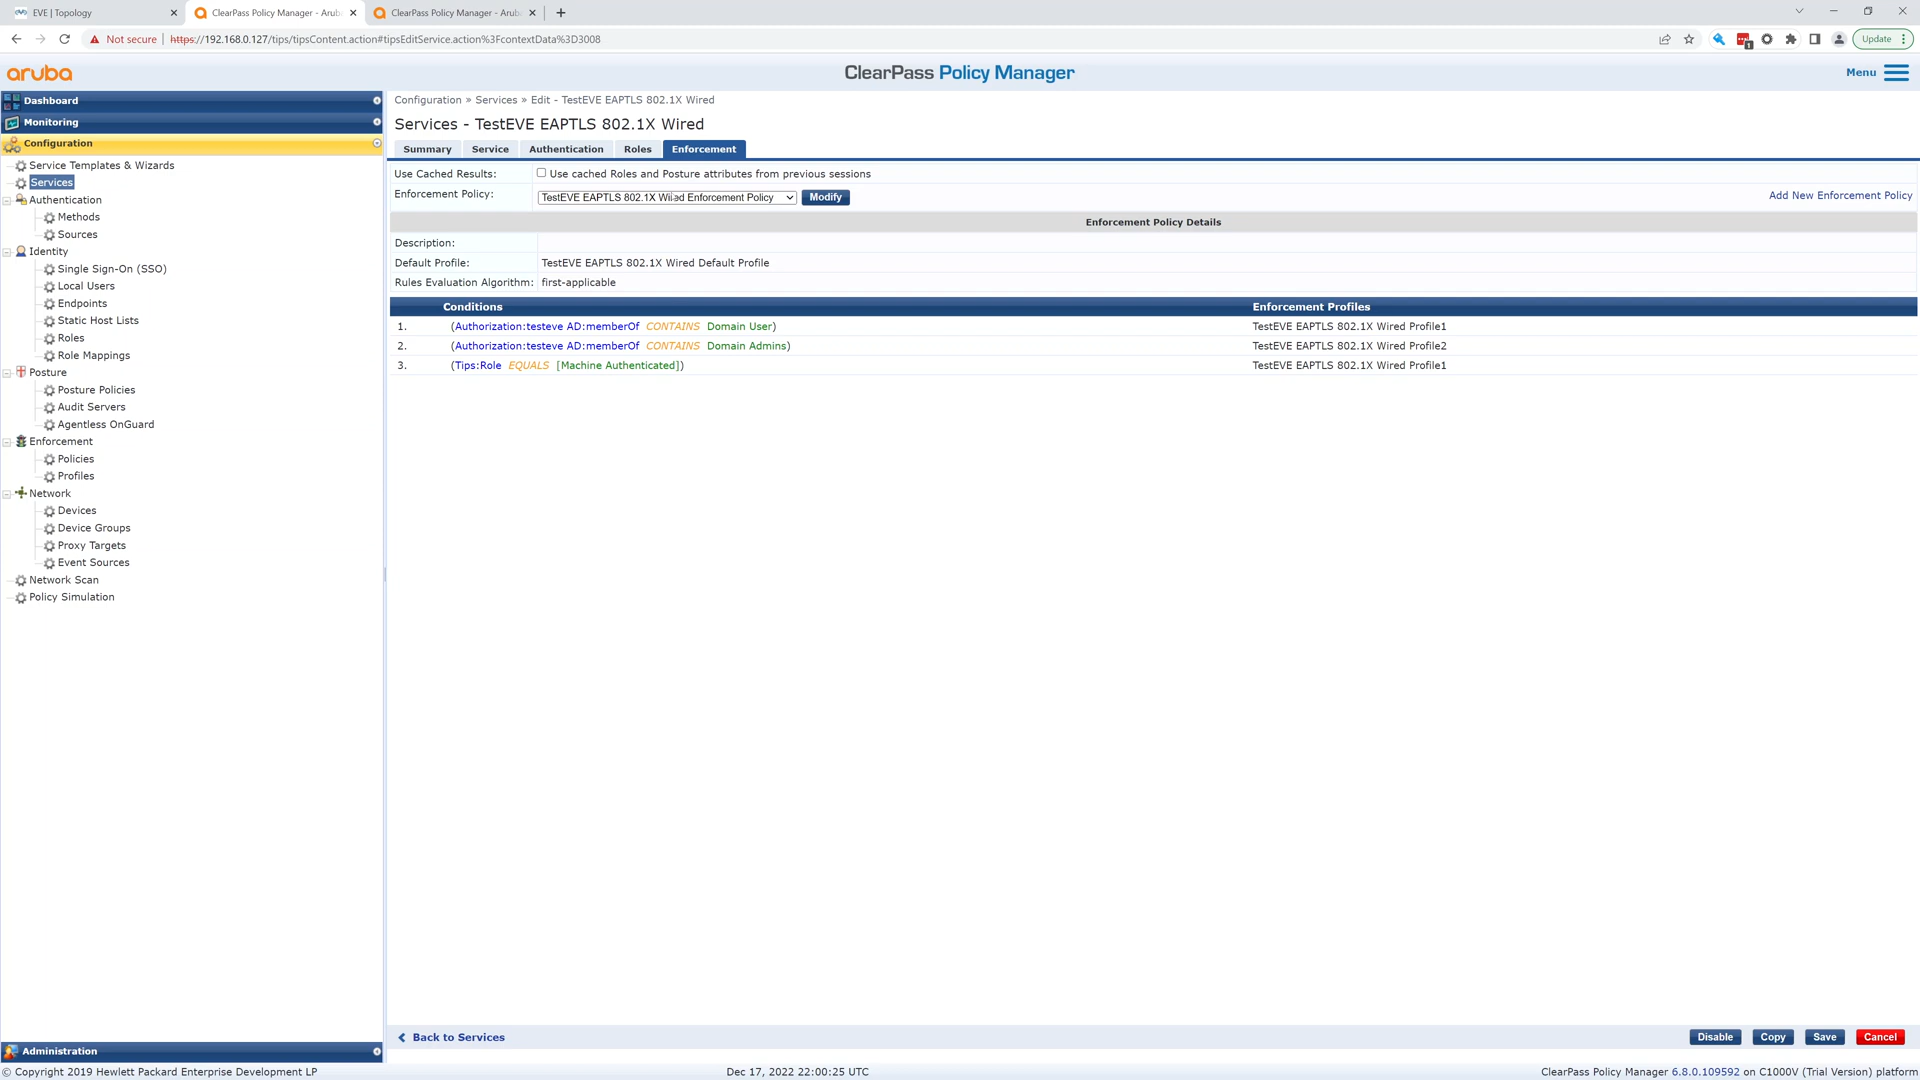 EVE | Topology
ClearPass Policy Manager - Arub
ClearPass Policy Manager - Arub
Not secure
https://192.168.0.127/tips/tipsContent.action#tipsEditService.action%3FcontextData%3D3008
1
Update
aruba
ClearPass Policy Manager
Menu
Dashboard
Monitoring
Configuration
Service Templates & Wizards
Services
Authentication
Methods
Sources
Identity
Single Sign-On (SSO)
Local Users
Endpoints
Static Host Lists
Roles
Role Mappings
Posture
Posture Policies
Audit Servers
Agentless OnGuard
Enforcement
Policies
Profiles
Network
Devices
Device Groups
Proxy Targets
Event Sources
Network Scan
Policy Simulation
Administration
Configuration » Services » Edit - TestEVE EAPTLS 802.1X Wired
Services - TestEVE EAPTLS 802.1X Wired
Summary Service Authentication Roles Enforcement
Use Cached Results: Use cached Roles and Posture attributes from previous sessions
Enforcement Policy: TestEVE EAPTLS 802.1X Wired Enforcement Policy Modify Add New Enforcement Policy
Enforcement Policy Details
Description:
Default Profile: TestEVE EAPTLS 802.1X Wired Default Profile
Rules Evaluation Algorithm: first-applicable
Conditions Enforcement Profiles
1. (Authorization:testeve AD:memberOf CONTAINS Domain User) TestEVE EAPTLS 802.1X Wired Profile1
2. (Authorization:testeve AD:memberOf CONTAINS Domain Admins) TestEVE EAPTLS 802.1X Wired Profile2
3. (Tips:Role EQUALS [Machine Authenticated]) TestEVE EAPTLS 802.1X Wired Profile1
Back to Services Disable Copy Save Cancel
© Copyright 2019 Hewlett Packard Enterprise Development LP Dec 17, 2022 22:00:25 UTC ClearPass Policy Manager 6.8.0.109592 on C1000V (Trial Version) platform